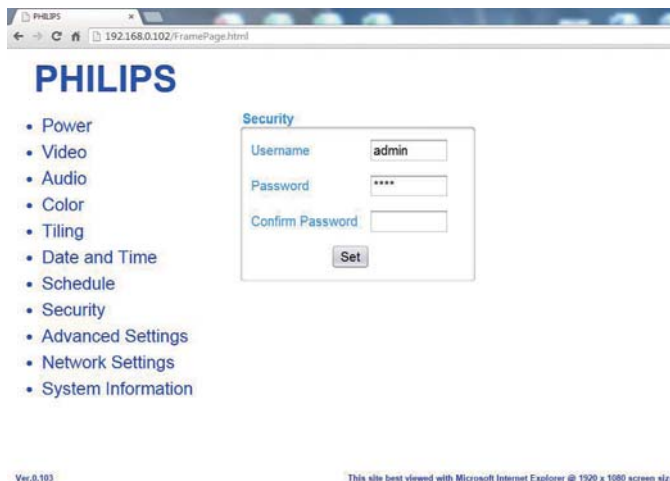 PHILIPS
192.168.0.102/FramePage.html
PHILIPS
• Power
• Video
• Audio
• Color
• Tiling
• Date and Time
• Schedule
• Security
• Advanced Settings
• Network Settings
• System Information
Security
Username admin
Password ****
Confirm Password
Set
Ver.0.103
This site best viewed with Microsoft Internet Explorer @ 1920 x 1080 screen siz